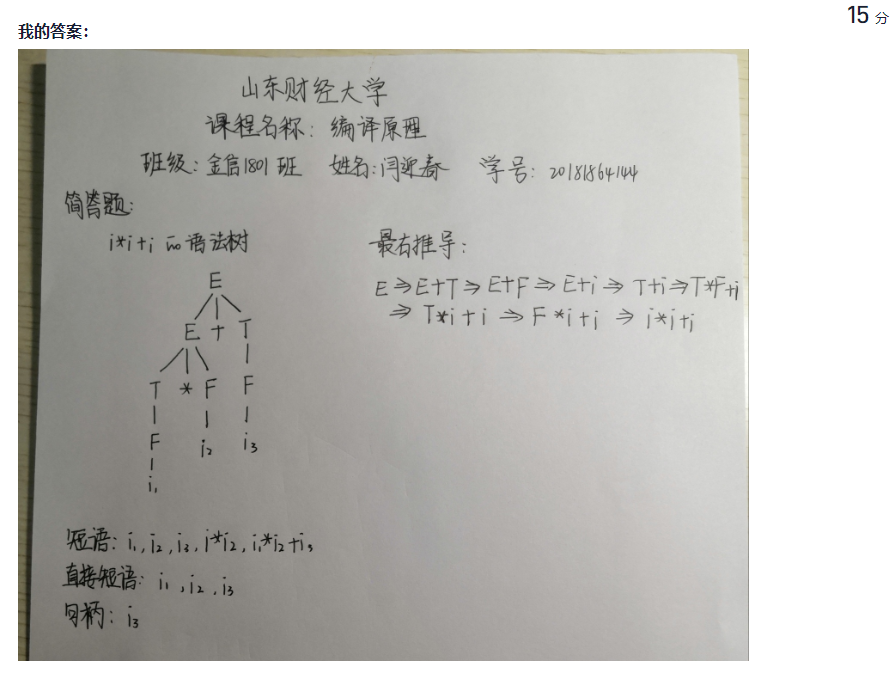 15 分
我的答案:
山东财经大学
课程名称: 编译原理
班级: 金信1801班 姓名: 闫迎春 学号: 20181864144
简答题:
i*i+i 的语法树
最右推导:
E⇒E+T⇒E+F⇒E+i⇒T+i⇒T*F+i
⇒T*i+i⇒F*i+i⇒i*i+i
E
E + T
T * F F
F i₂ i₃
i₁
短语: i₁, i₂, i₃, i*i₂, i₁*i₂+i₃
直接短语: i₁, i₂, i₃
句柄: i₃